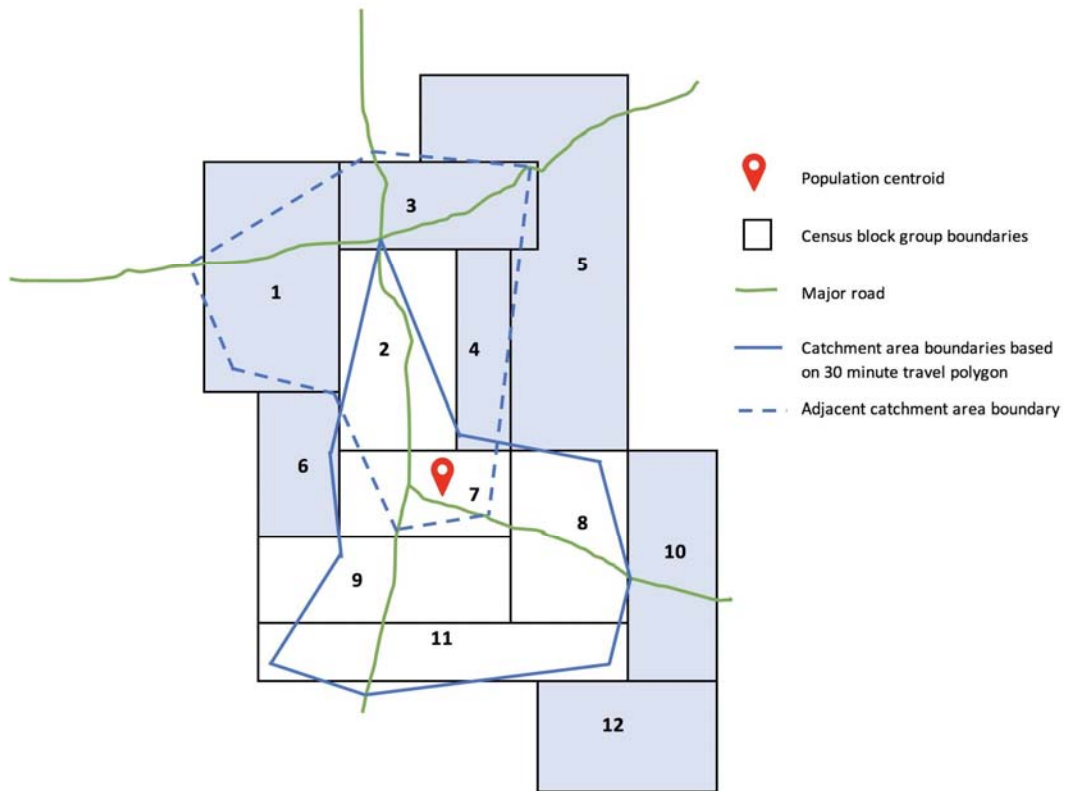 3
5
1
2
4
6
7
8
10
9
11
12
Population centroid
Census block group boundaries
Major road
Catchment area boundaries based
on 30 minute travel polygon
Adjacent catchment area boundary